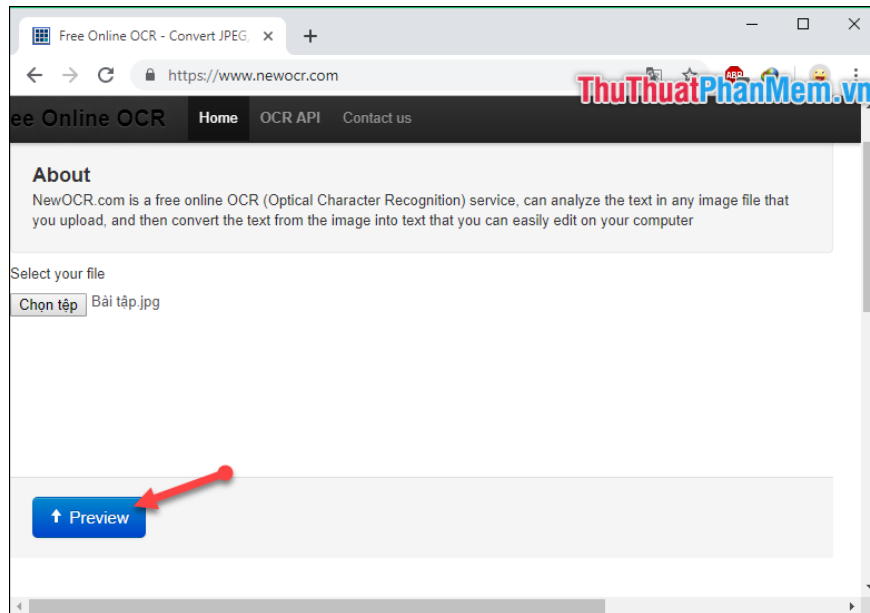 Free Online OCR - Convert JPEG,
https://www.newocr.com
ThuThuatPhanMem.vn
ee Online OCR Home OCR API Contact us
About
NewOCR.com is a free online OCR (Optical Character Recognition) service, can analyze the text in any image file that
you upload, and then convert the text from the image into text that you can easily edit on your computer
Select your file
Chọn tệp Bài tập.jpg
Preview